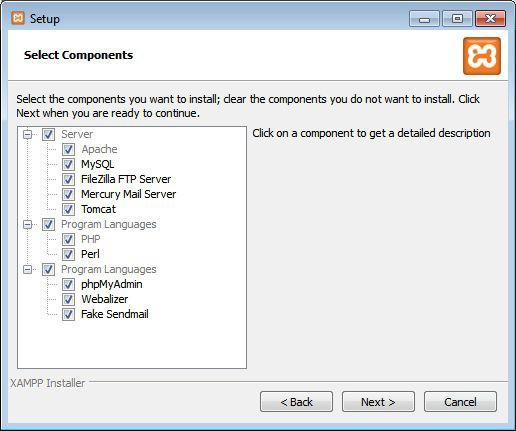 Setup
Select Components
Select the components you want to install; clear the components you do not want to install. Click
Next when you are ready to continue.
Server
Apache
MySQL
FileZilla FTP Server
Mercury Mail Server
Tomcat
Program Languages
PHP
Perl
Program Languages
phpMyAdmin
Webalizer
Fake Sendmail
Click on a component to get a detailed description
XAMPP Installer
< Back
Next >
Cancel